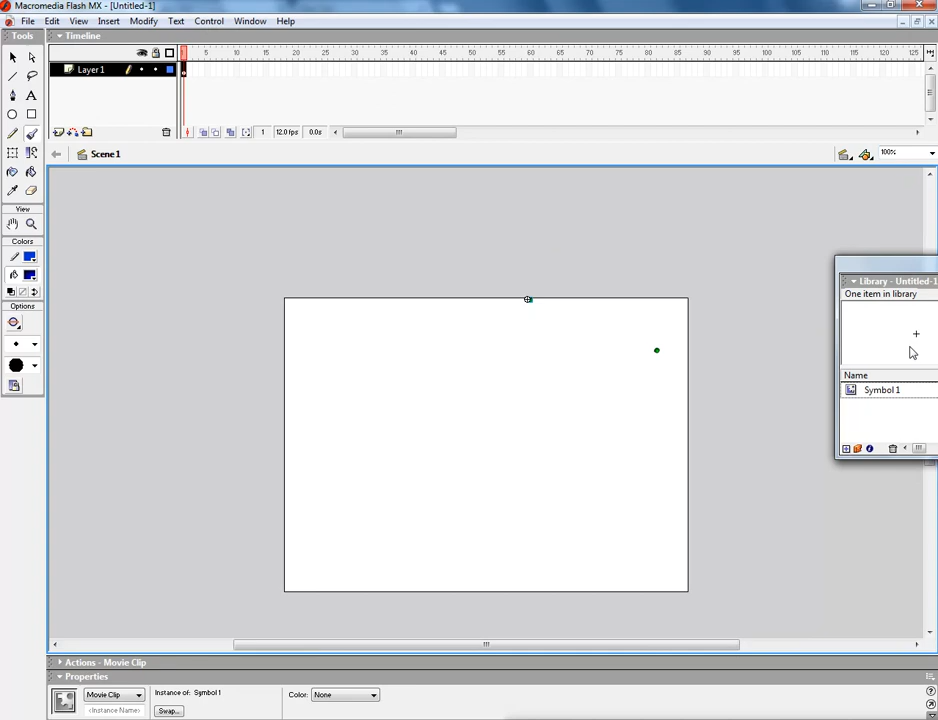 Macromedia Flash MX - [Untitled-1]
File Edit View Insert Modify Text Control Window Help
Tools
Timeline
1 5 10 15 20 25 30 35 40 45 50 55 60 65 70 75 80 85 90 95 100 105 110 115 120 125
Layer 1
1 12.0 fps 0.0s
Scene 1
100%
View
Colors
Options
Library - Untitled-1
One item in library
Name
Symbol 1
Actions - Movie Clip
Properties
Movie Clip
Instance of: Symbol 1
Color: None
<Instance Name>
Swap...